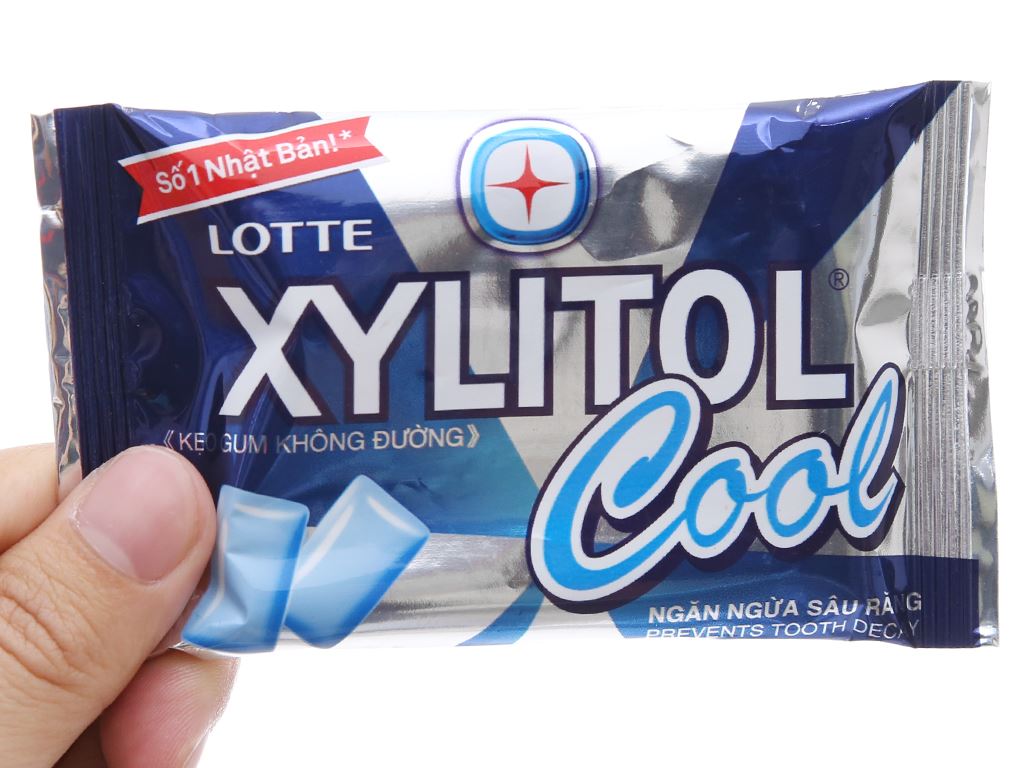 Số 1 Nhật Bản!*
LOTTE
XYLITOL®
Cool
《KẸO GUM KHÔNG ĐƯỜNG》
NGĂN NGỪA SÂU RĂNG
PREVENTS TOOTH DECAY